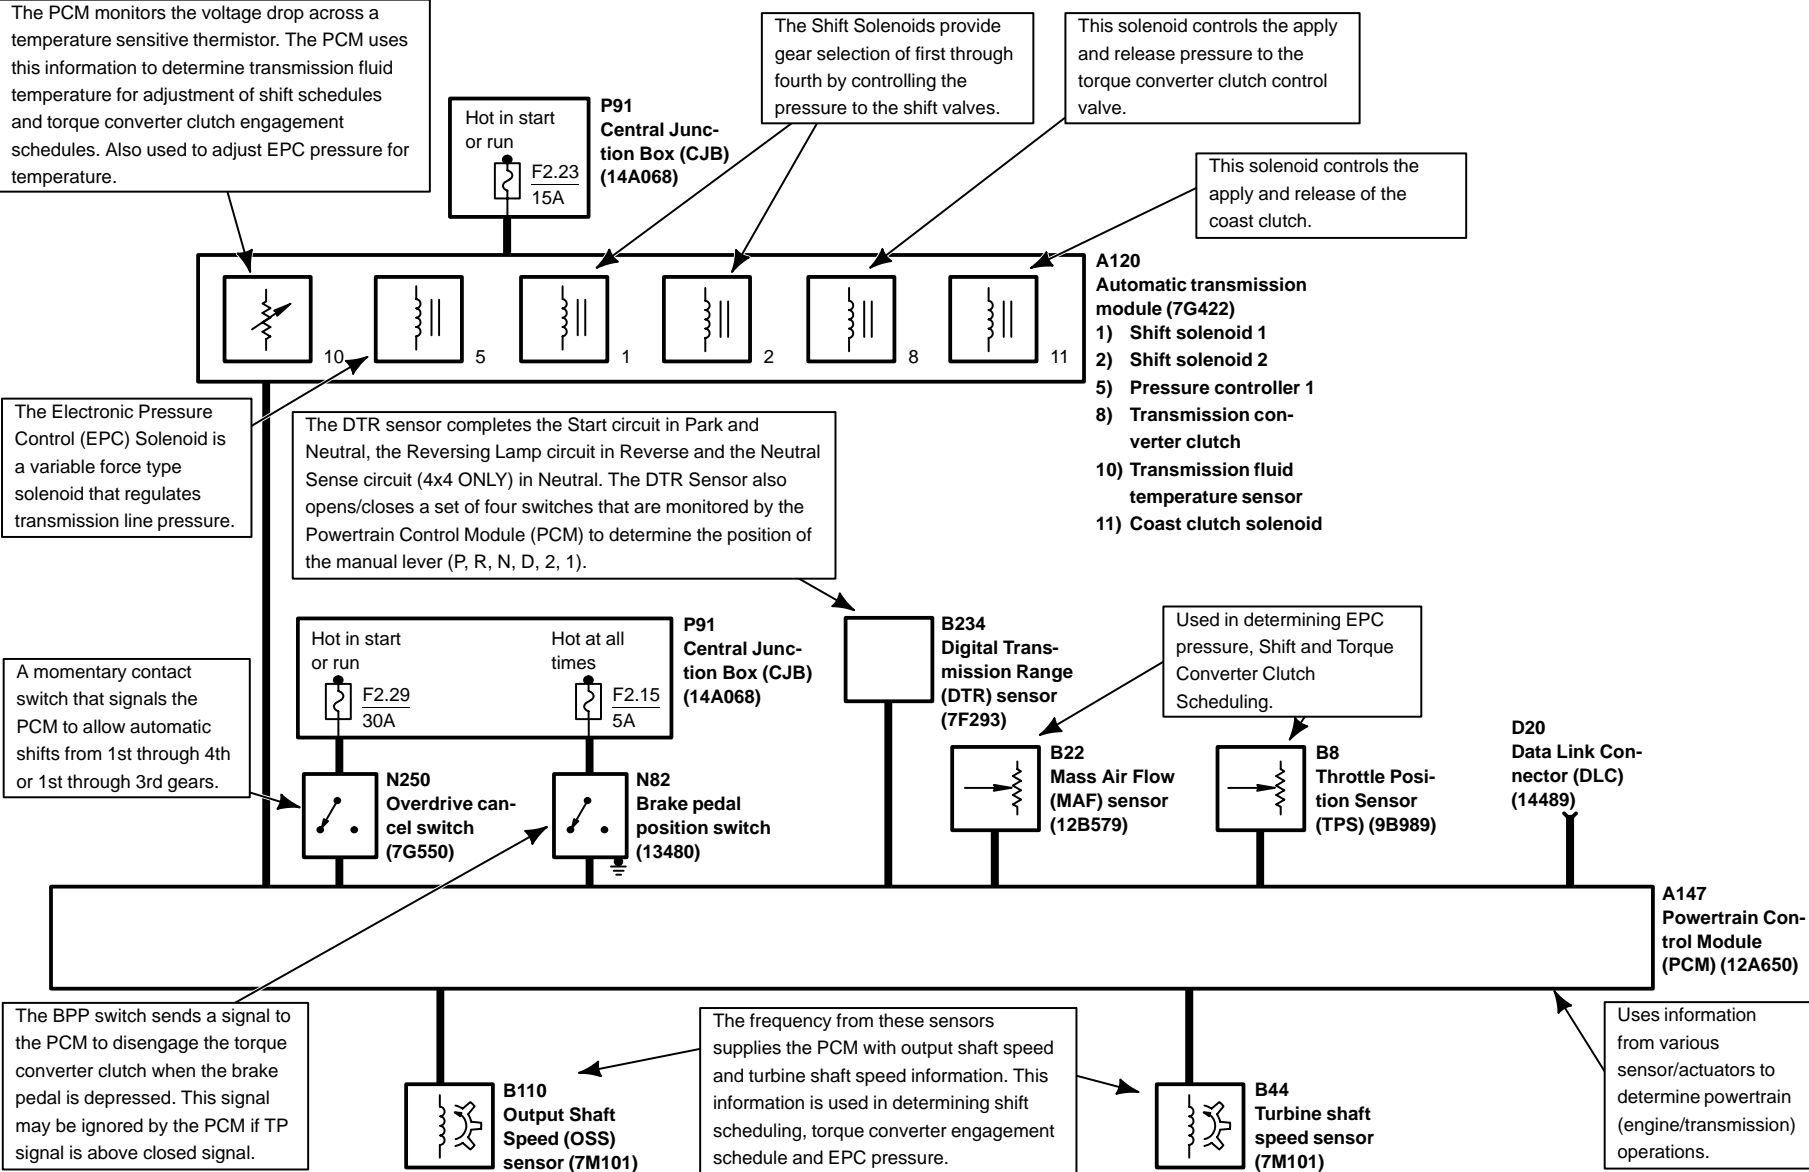 The PCM monitors the voltage drop across a
temperature sensitive thermistor. The PCM uses
this information to determine transmission fluid
temperature for adjustment of shift schedules
and torque converter clutch engagement
schedules. Also used to adjust EPC pressure for
temperature.
Hot in start
or run
F2.23
15A
P91
Central Junc-
tion Box (CJB)
(14A068)
The Shift Solenoids provide
gear selection of first through
fourth by controlling the
pressure to the shift valves.
This solenoid controls the apply
and release pressure to the
torque converter clutch control
valve.
This solenoid controls the
apply and release of the
coast clutch.
10
5
1
2
8
11
A120
Automatic transmission
module (7G422)
1) Shift solenoid 1
2) Shift solenoid 2
5) Pressure controller 1
8) Transmission con-
verter clutch
10) Transmission fluid
temperature sensor
11) Coast clutch solenoid
The Electronic Pressure
Control (EPC) Solenoid is
a variable force type
solenoid that regulates
transmission line pressure.
The DTR sensor completes the Start circuit in Park and
Neutral, the Reversing Lamp circuit in Reverse and the Neutral
Sense circuit (4x4 ONLY) in Neutral. The DTR Sensor also
opens/closes a set of four switches that are monitored by the
Powertrain Control Module (PCM) to determine the position of
the manual lever (P, R, N, D, 2, 1).
A momentary contact
switch that signals the
PCM to allow automatic
shifts from 1st through 4th
or 1st through 3rd gears.
Hot in start
or run
F2.29
30A
Hot at all
times
F2.15
5A
P91
Central Junc-
tion Box (CJB)
(14A068)
B234
Digital Trans-
mission Range
(DTR) sensor
(7F293)
Used in determining EPC
pressure, Shift and Torque
Converter Clutch
Scheduling.
N250
Overdrive can-
cel switch
(7G550)
N82
Brake pedal
position switch
(13480)
B22
Mass Air Flow
(MAF) sensor
(12B579)
B8
Throttle Posi-
tion Sensor
(TPS) (9B989)
D20
Data Link Con-
nector (DLC)
(14489)
A147
Powertrain Con-
trol Module
(PCM) (12A650)
The BPP switch sends a signal to
the PCM to disengage the torque
converter clutch when the brake
pedal is depressed. This signal
may be ignored by the PCM if TP
signal is above closed signal.
B110
Output Shaft
Speed (OSS)
sensor (7M101)
The frequency from these sensors
supplies the PCM with output shaft speed
and turbine shaft speed information. This
information is used in determining shift
scheduling, torque converter engagement
schedule and EPC pressure.
B44
Turbine shaft
speed sensor
(7M101)
Uses information
from various
sensor/actuators to
determine powertrain
(engine/transmission)
operations.